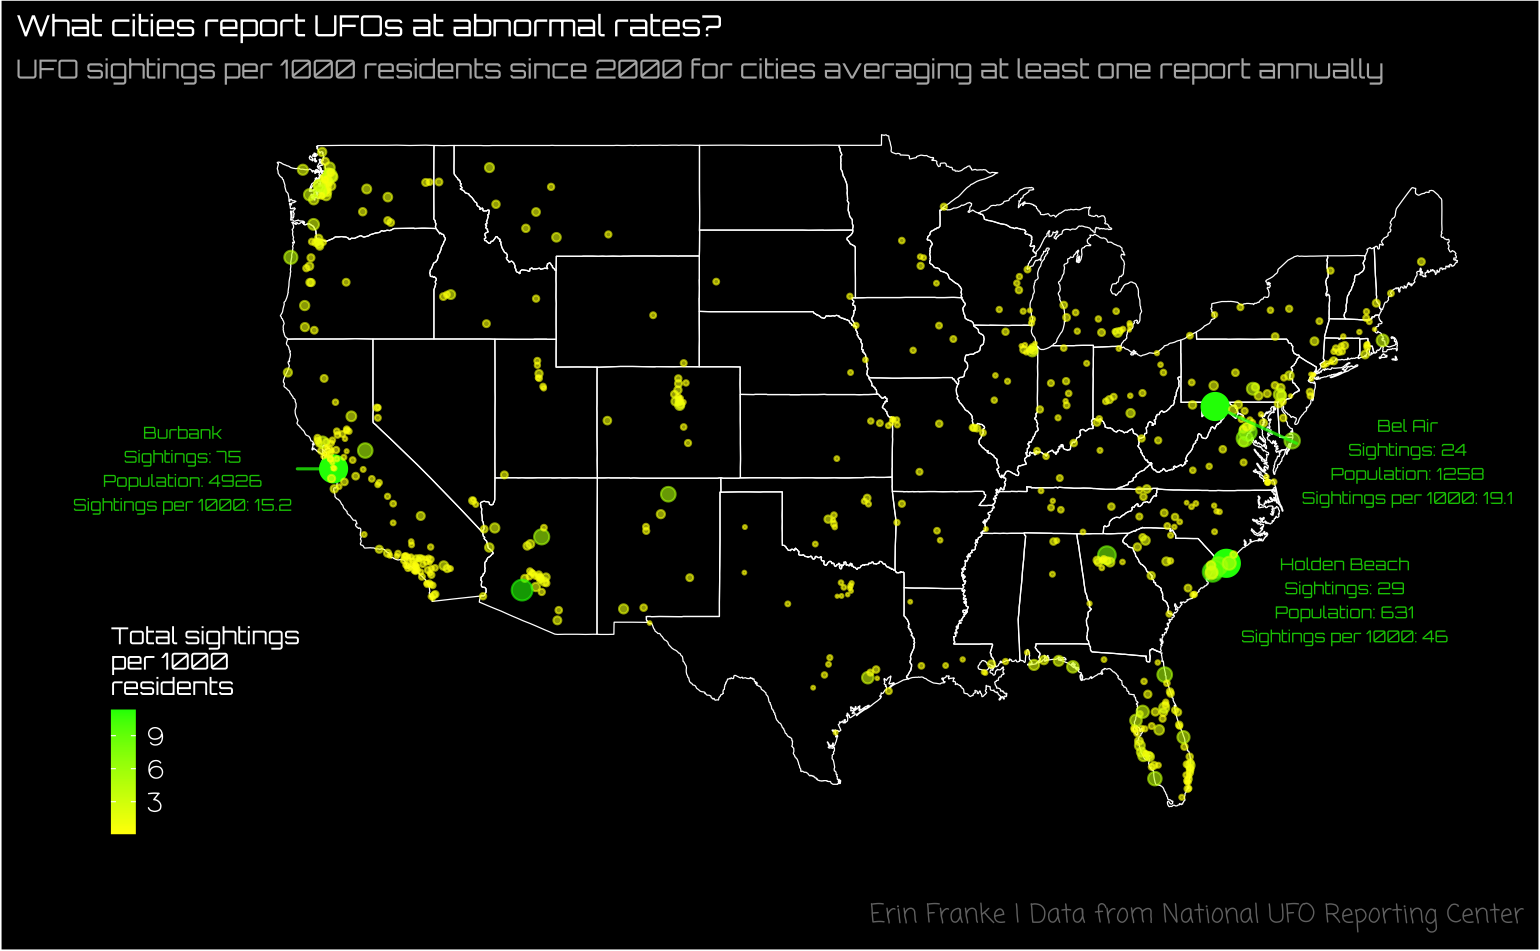 What cities report UFOs at abnormal rates?
UFO sightings per 1000 residents since 2000 for cities averaging at least one report annually
Burbank
Sightings: 75
Population: 4926
Sightings per 1000: 15.2
Bel Air
Sightings: 24
Population: 1258
Sightings per 1000: 19.1
Holden Beach
Sightings: 29
Population: 631
Sightings per 1000: 46
Total sightings
per 1000
residents
9
6
3
Erin Franke | Data from National UFO Reporting Center